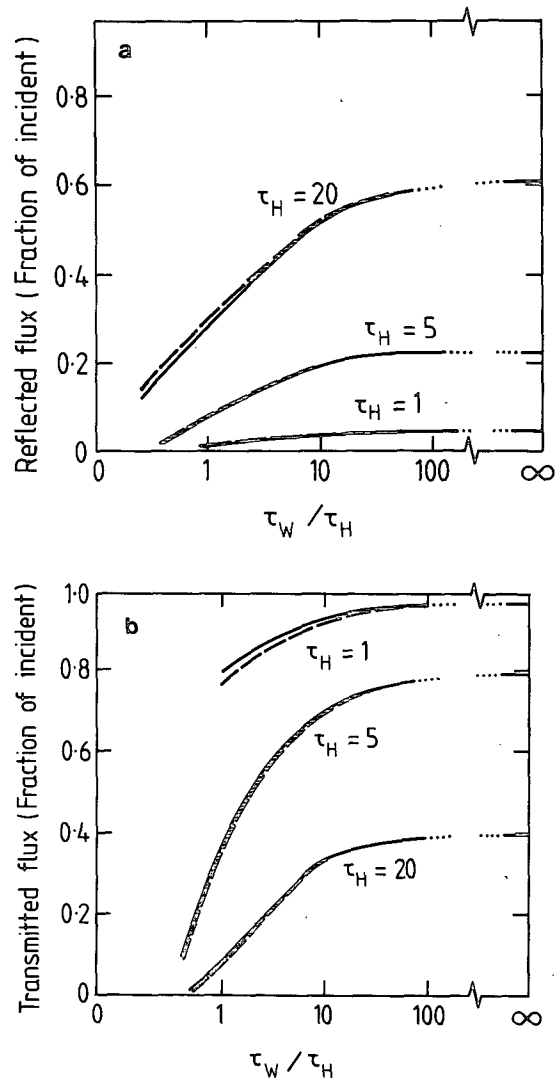 a
Reflected flux (Fraction of incident)
0·8
0·6
0·4
0·2
0
τH = 20
τH = 5
τH = 1
0 1 10 100 ∞
τW / τH
b
Transmitted flux (Fraction of incident)
1·0
0·8
0·6
0·4
0·2
0
τH = 1
τH = 5
τH = 20
0 1 10 100 ∞
τW / τH